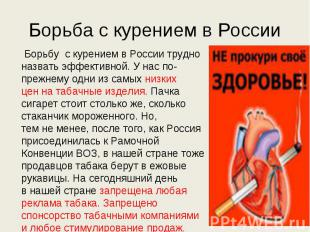 Борьба с курением в России
Борьбу с курением в России трудно
назвать эффективной. У нас по-
прежнему одни из самых низких
цен на табачные изделия. Пачка
сигарет стоит столько же, сколько
стаканчик мороженного. Но,
тем не менее, после того, как Россия
присоединилась к Рамочной
Конвенции ВОЗ, в нашей стране тоже
продавцов табака берут в ежовые
рукавицы. На сегодняшний день
в нашей стране запрещена любая
реклама табака. Запрещено
спонсорство табачными компаниями
и любое стимулирование продаж.
НЕ ПРОКУРИ СВОЁ
ЗДОРОВЬЕ!
PPt4WEB.ru